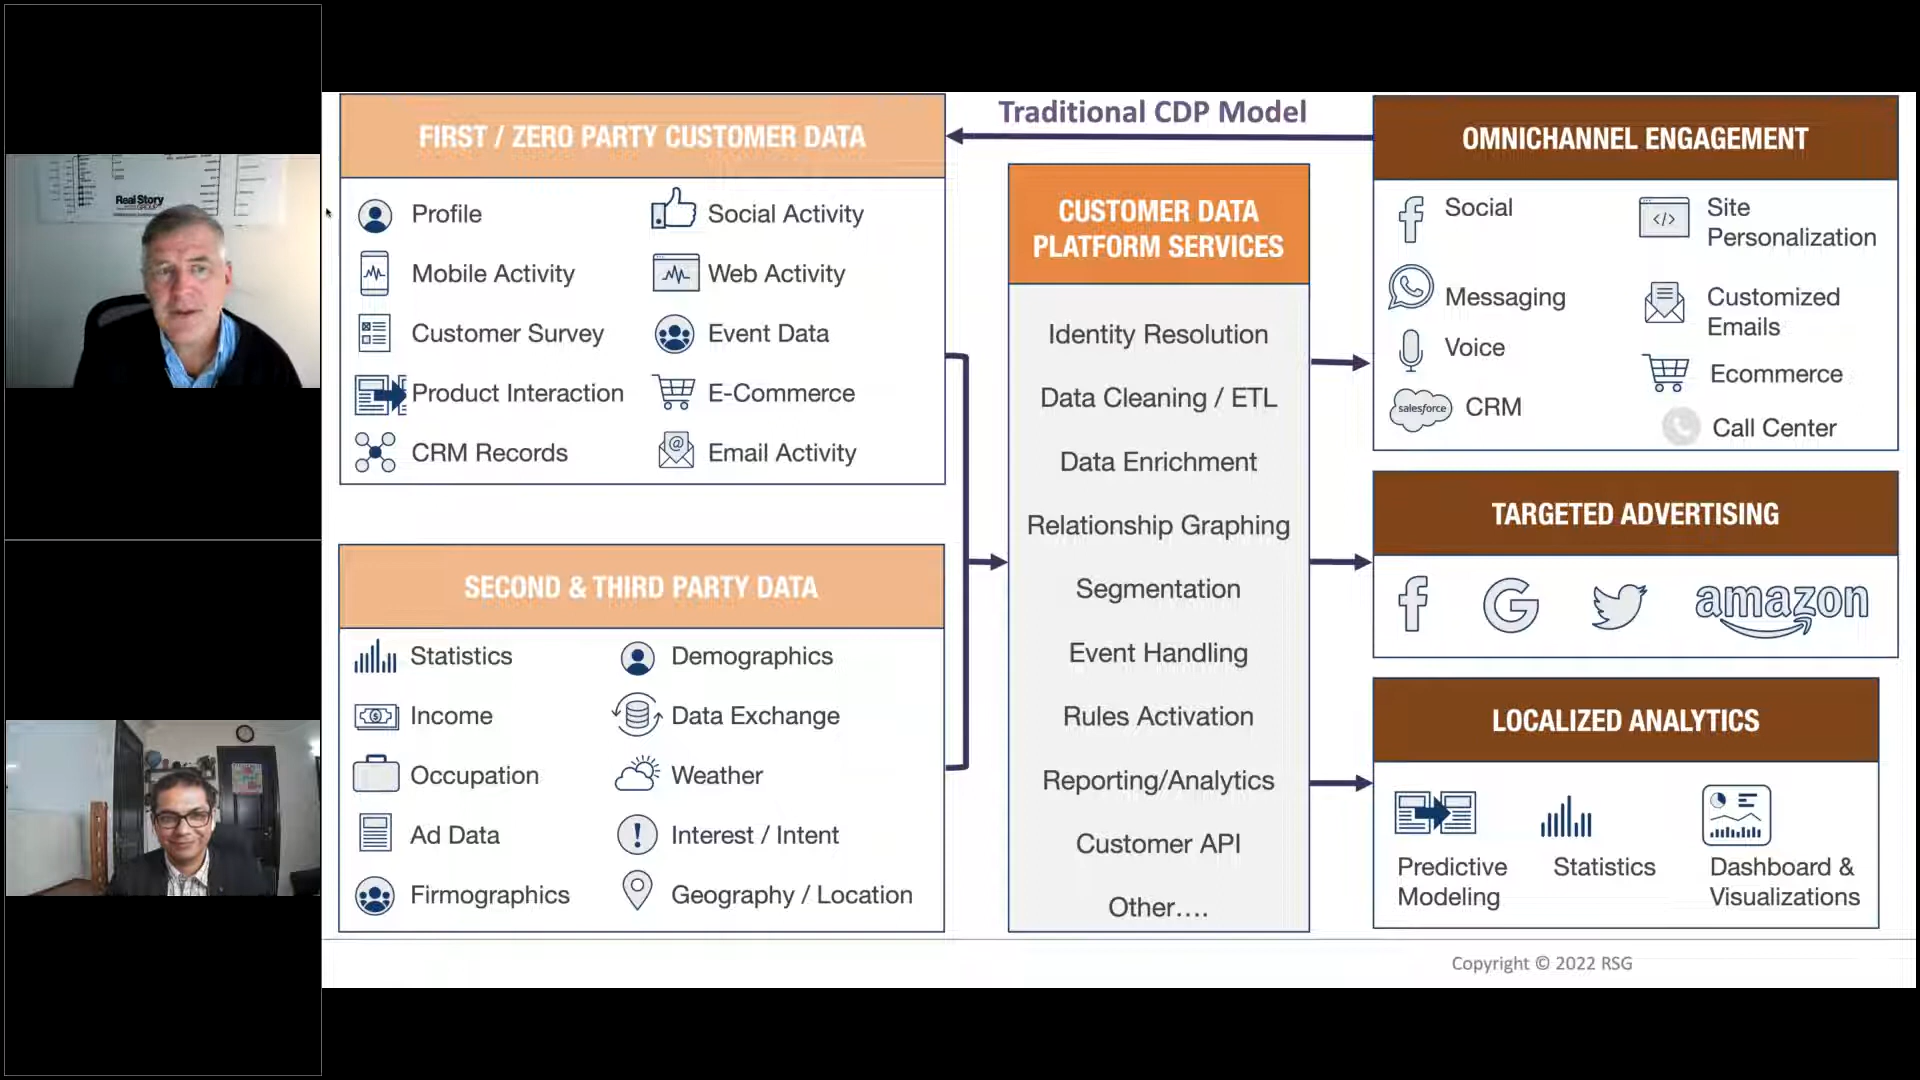 Real Story
GROUP
Traditional CDP Model
FIRST / ZERO PARTY CUSTOMER DATA
Profile
Social Activity
Mobile Activity
Web Activity
Customer Survey
Event Data
Product Interaction
E-Commerce
CRM Records
@
Email Activity
SECOND & THIRD PARTY DATA
Statistics
Demographics
$
Income
Data Exchange
Occupation
Weather
Ad Data
!
Interest / Intent
Firmographics
Geography / Location
CUSTOMER DATA
PLATFORM SERVICES
Identity Resolution
Data Cleaning / ETL
Data Enrichment
Relationship Graphing
Segmentation
Event Handling
Rules Activation
Reporting/Analytics
Customer API
Other....
OMNICHANNEL ENGAGEMENT
f
Social
</>
Site
Personalization
Messaging
Customized
Emails
Voice
Ecommerce
salesforce
CRM
Call Center
TARGETED ADVERTISING
f
G
amazon
LOCALIZED ANALYTICS
Predictive
Modeling
Statistics
Dashboard &
Visualizations
Copyright © 2022 RSG